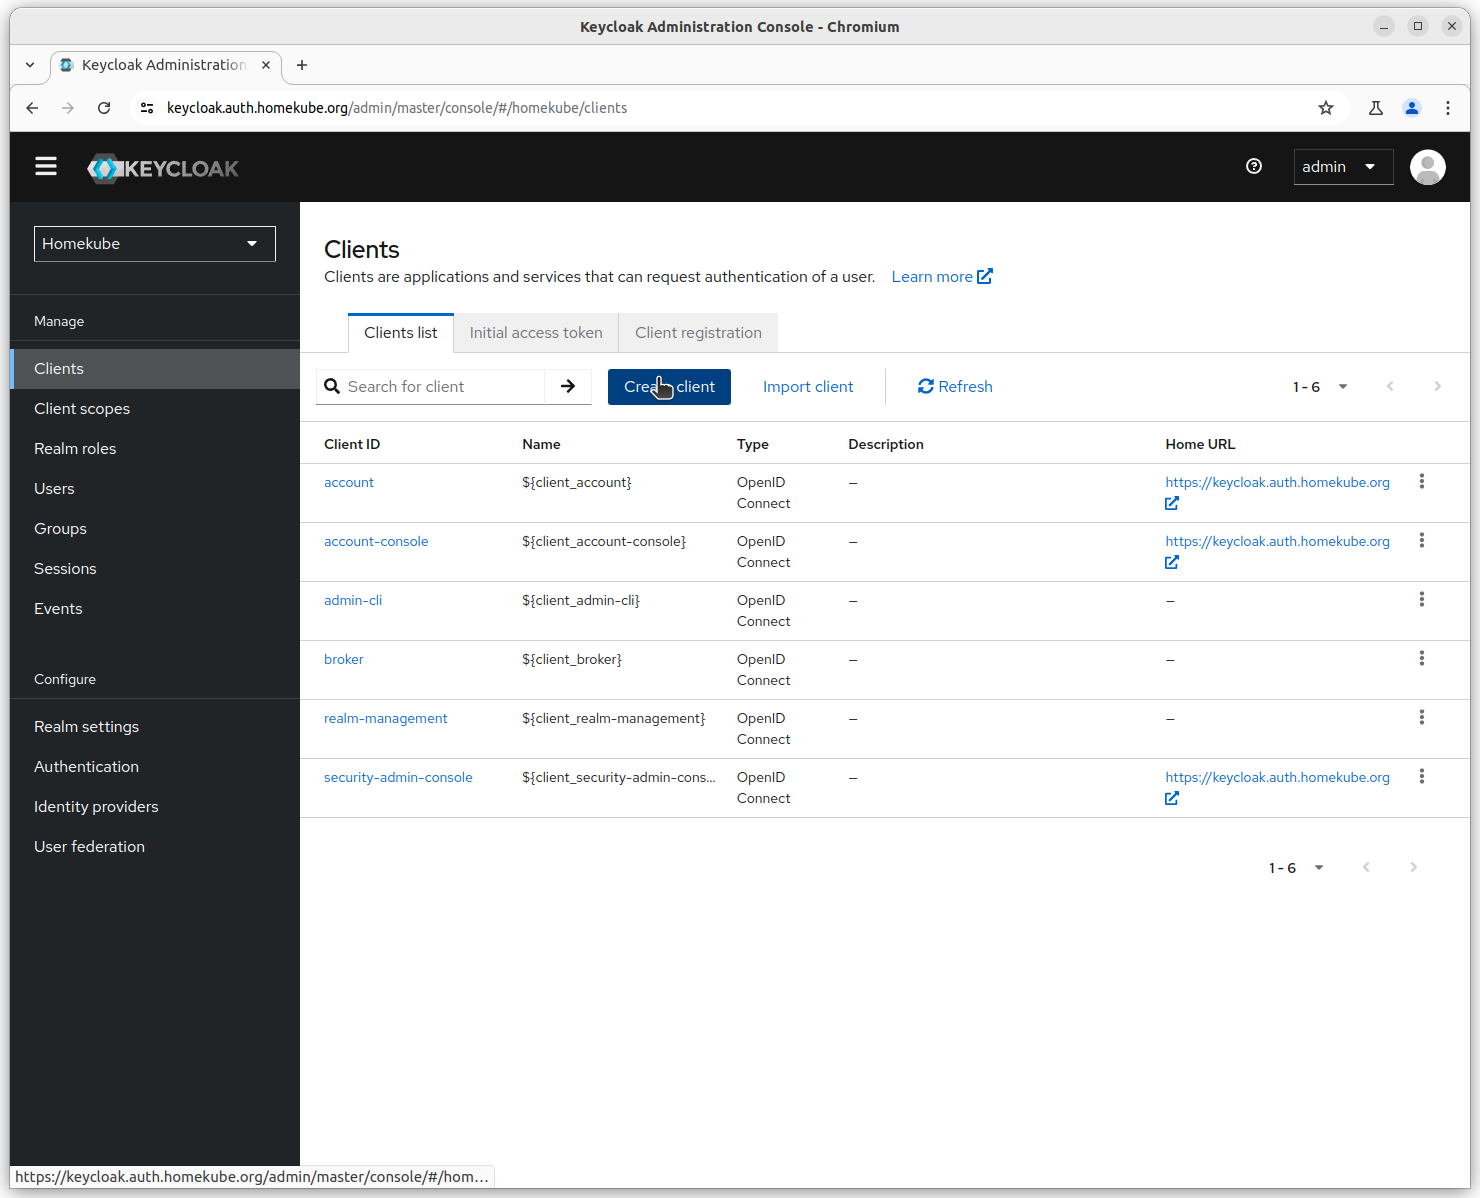 Keycloak Administration Console - Chromium
Keycloak Administration
keycloak.auth.homekube.org/admin/master/console/#/homekube/clients
KEYCLOAK
admin
Homekube
Manage
Clients
Client scopes
Realm roles
Users
Groups
Sessions
Events
Configure
Realm settings
Authentication
Identity providers
User federation
Clients
Clients are applications and services that can request authentication of a user. Learn more
Clients list Initial access token Client registration
Search for client Create client Import client Refresh 1 - 6
Client ID Name Type Description Home URL
account ${client_account} OpenID – https://keycloak.auth.homekube.org
Connect
account-console ${client_account-console} OpenID – https://keycloak.auth.homekube.org
Connect
admin-cli ${client_admin-cli} OpenID – –
Connect
broker ${client_broker} OpenID – –
Connect
realm-management ${client_realm-management} OpenID – –
Connect
security-admin-console ${client_security-admin-cons... OpenID – https://keycloak.auth.homekube.org
Connect
1 - 6
https://keycloak.auth.homekube.org/admin/master/console/#/hom...